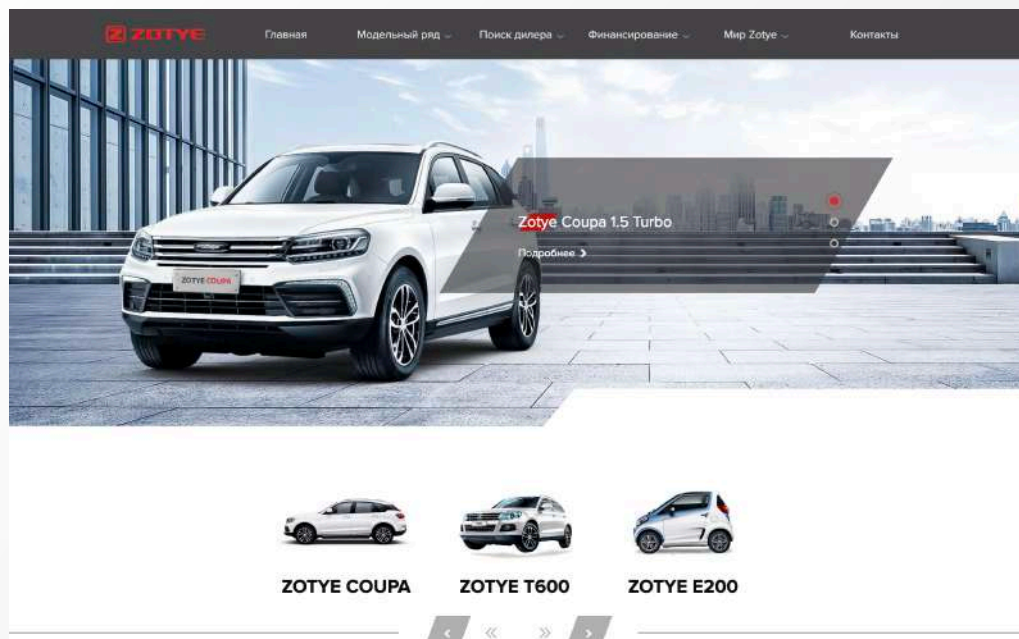 ZOTYE
Главная
Модельный ряд
Поиск дилера
Финансирование
Мир Zotye
Контакты
Zotye Coupa 1.5 Turbo
Подробнее
ZOTYE COUPA
ZOTYE COUPA
ZOTYE T600
ZOTYE E200